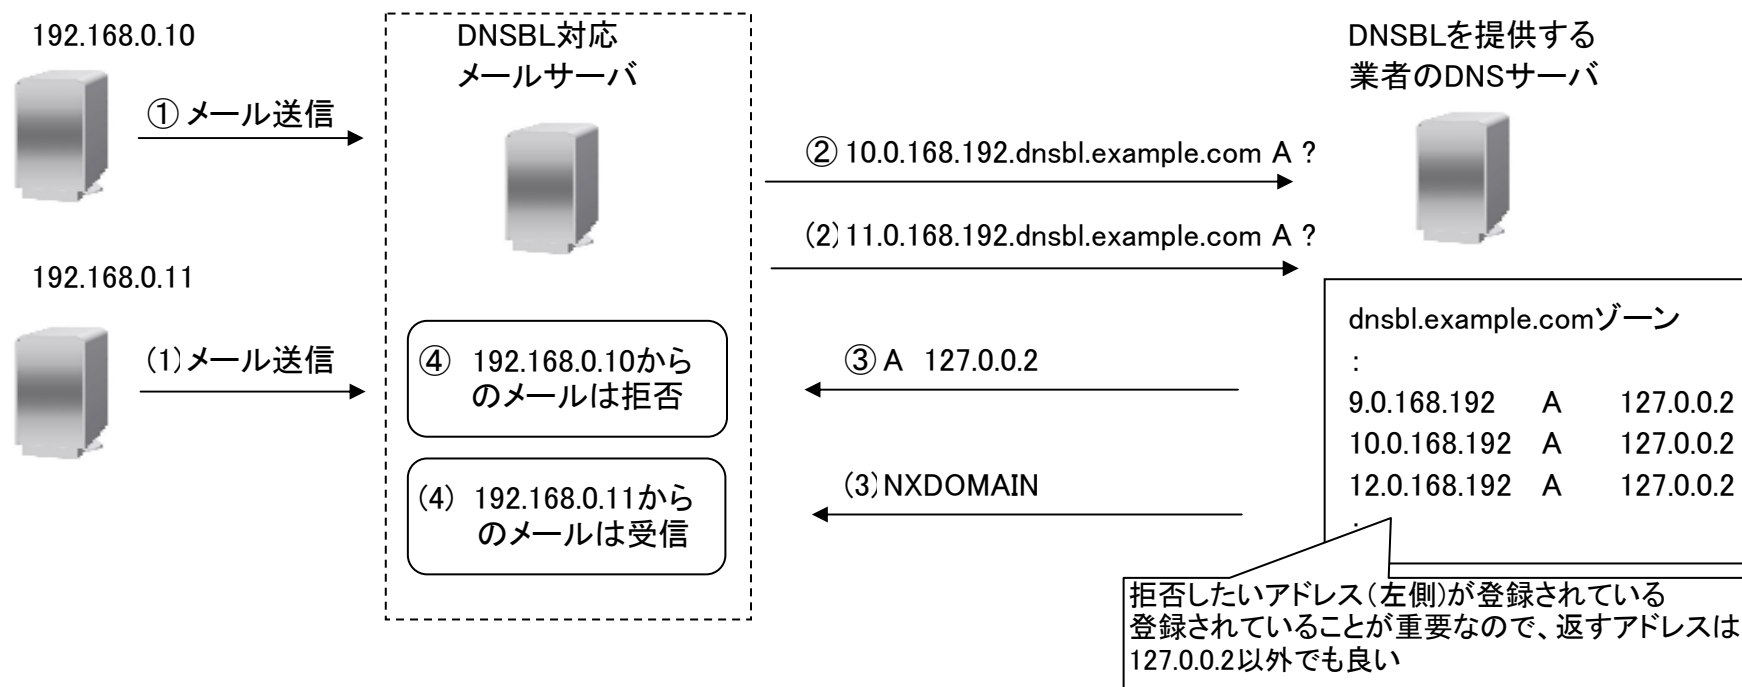 192.168.0.10
①メール送信
192.168.0.11
(1)メール送信
DNSBL対応
メールサーバ
④ 192.168.0.10から
のメールは拒否
(4) 192.168.0.11から
のメールは受信
②10.0.168.192.dnsbl.example.com A ?
(2)11.0.168.192.dnsbl.example.com A ?
③A 127.0.0.2
(3)NXDOMAIN
DNSBLを提供する
業者のDNSサーバ
dnsbl.example.comゾーン
:
9.0.168.192 A 127.0.0.2
10.0.168.192 A 127.0.0.2
12.0.168.192 A 127.0.0.2
:
拒否したいアドレス(左側)が登録されている
登録されていることが重要なので、返すアドレスは
127.0.0.2以外でも良い